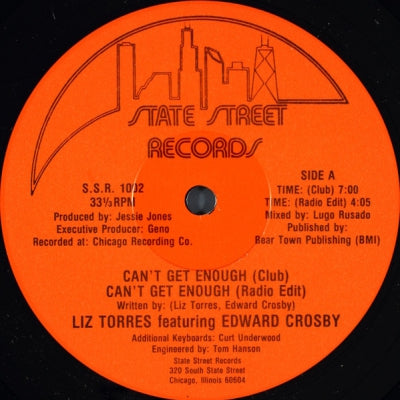 STATE STREET
RECORDS
S.S.R. 1002
33⅓ RPM
Produced by: Jessie Jones
Executive Producer: Geno
Recorded at: Chicago Recording Co.
SIDE A
TIME: (Club) 7:00
TIME: (Radio Edit) 4:05
Mixed by: Lugo Rusado
Published by:
Bear Town Publishing (BMI)
CAN'T GET ENOUGH (Club)
CAN'T GET ENOUGH (Radio Edit)
Written by: (Liz Torres, Edward Crosby)
LIZ TORRES featuring EDWARD CROSBY
Additional Keyboards: Curt Underwood
Engineered by: Tom Hanson
State Street Records
320 South State Street
Chicago, Illinois 60604